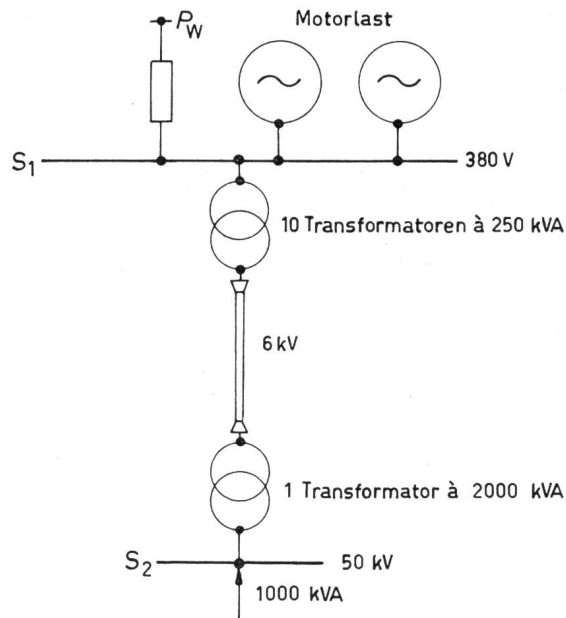 P_W
Motorlast
S₁
380 V
10 Transformatoren à 250 kVA
6 kV
1 Transformator à 2000 kVA
S₂
50 kV
1000 kVA